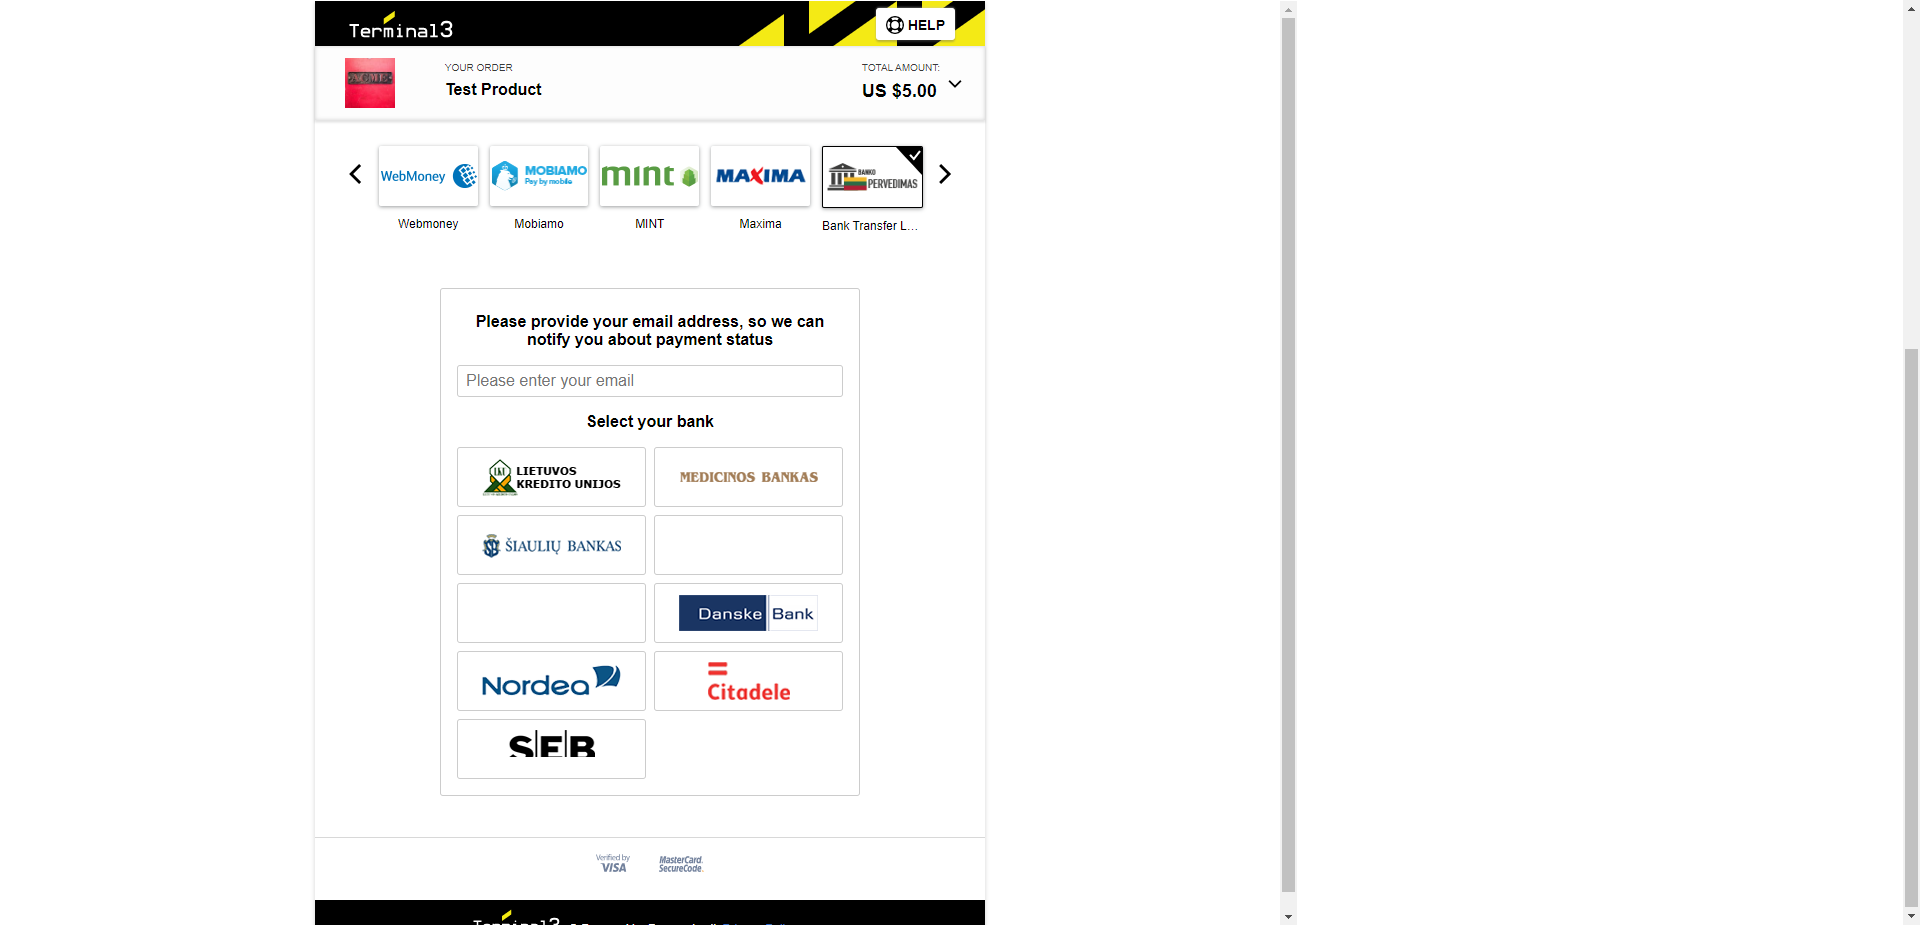 Terminal3
HELP
YOUR ORDER
Test Product
TOTAL AMOUNT:
US $5.00
ACME
WebMoney
MOBIAMO
Pay by mobile
mint
MAXIMA
BANKO
PERVEDIMAS
Webmoney
Mobiamo
MINT
Maxima
Bank Transfer L...
Please provide your email address, so we can
notify you about payment status
Please enter your email
Select your bank
LKU
LIETUVOS
KREDITO UNIJOS
MEDICINOS BANKAS
ŠIAULIŲ BANKAS
Danske Bank
Nordea
Citadele
SEB
Verified by
VISA
MasterCard.
SecureCode.
Terminal3